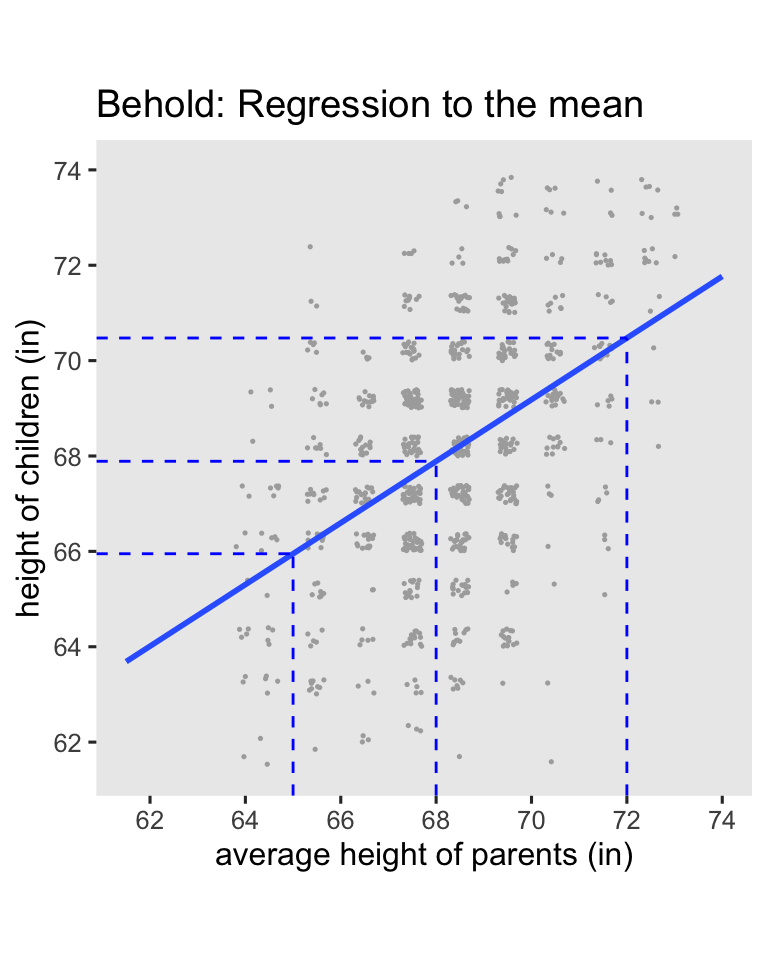 Behold: Regression to the mean
74
72
70
68
66
64
62
height of children (in)
62 64 66 68 70 72 74
average height of parents (in)